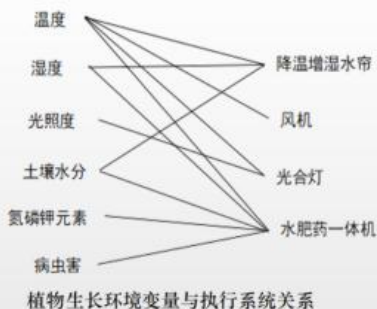 温度
湿度
光照度
土壤水分
氮磷钾元素
病虫害
降温增湿水帘
风机
光合灯
水肥药一体机
植物生长环境变量与执行系统关系